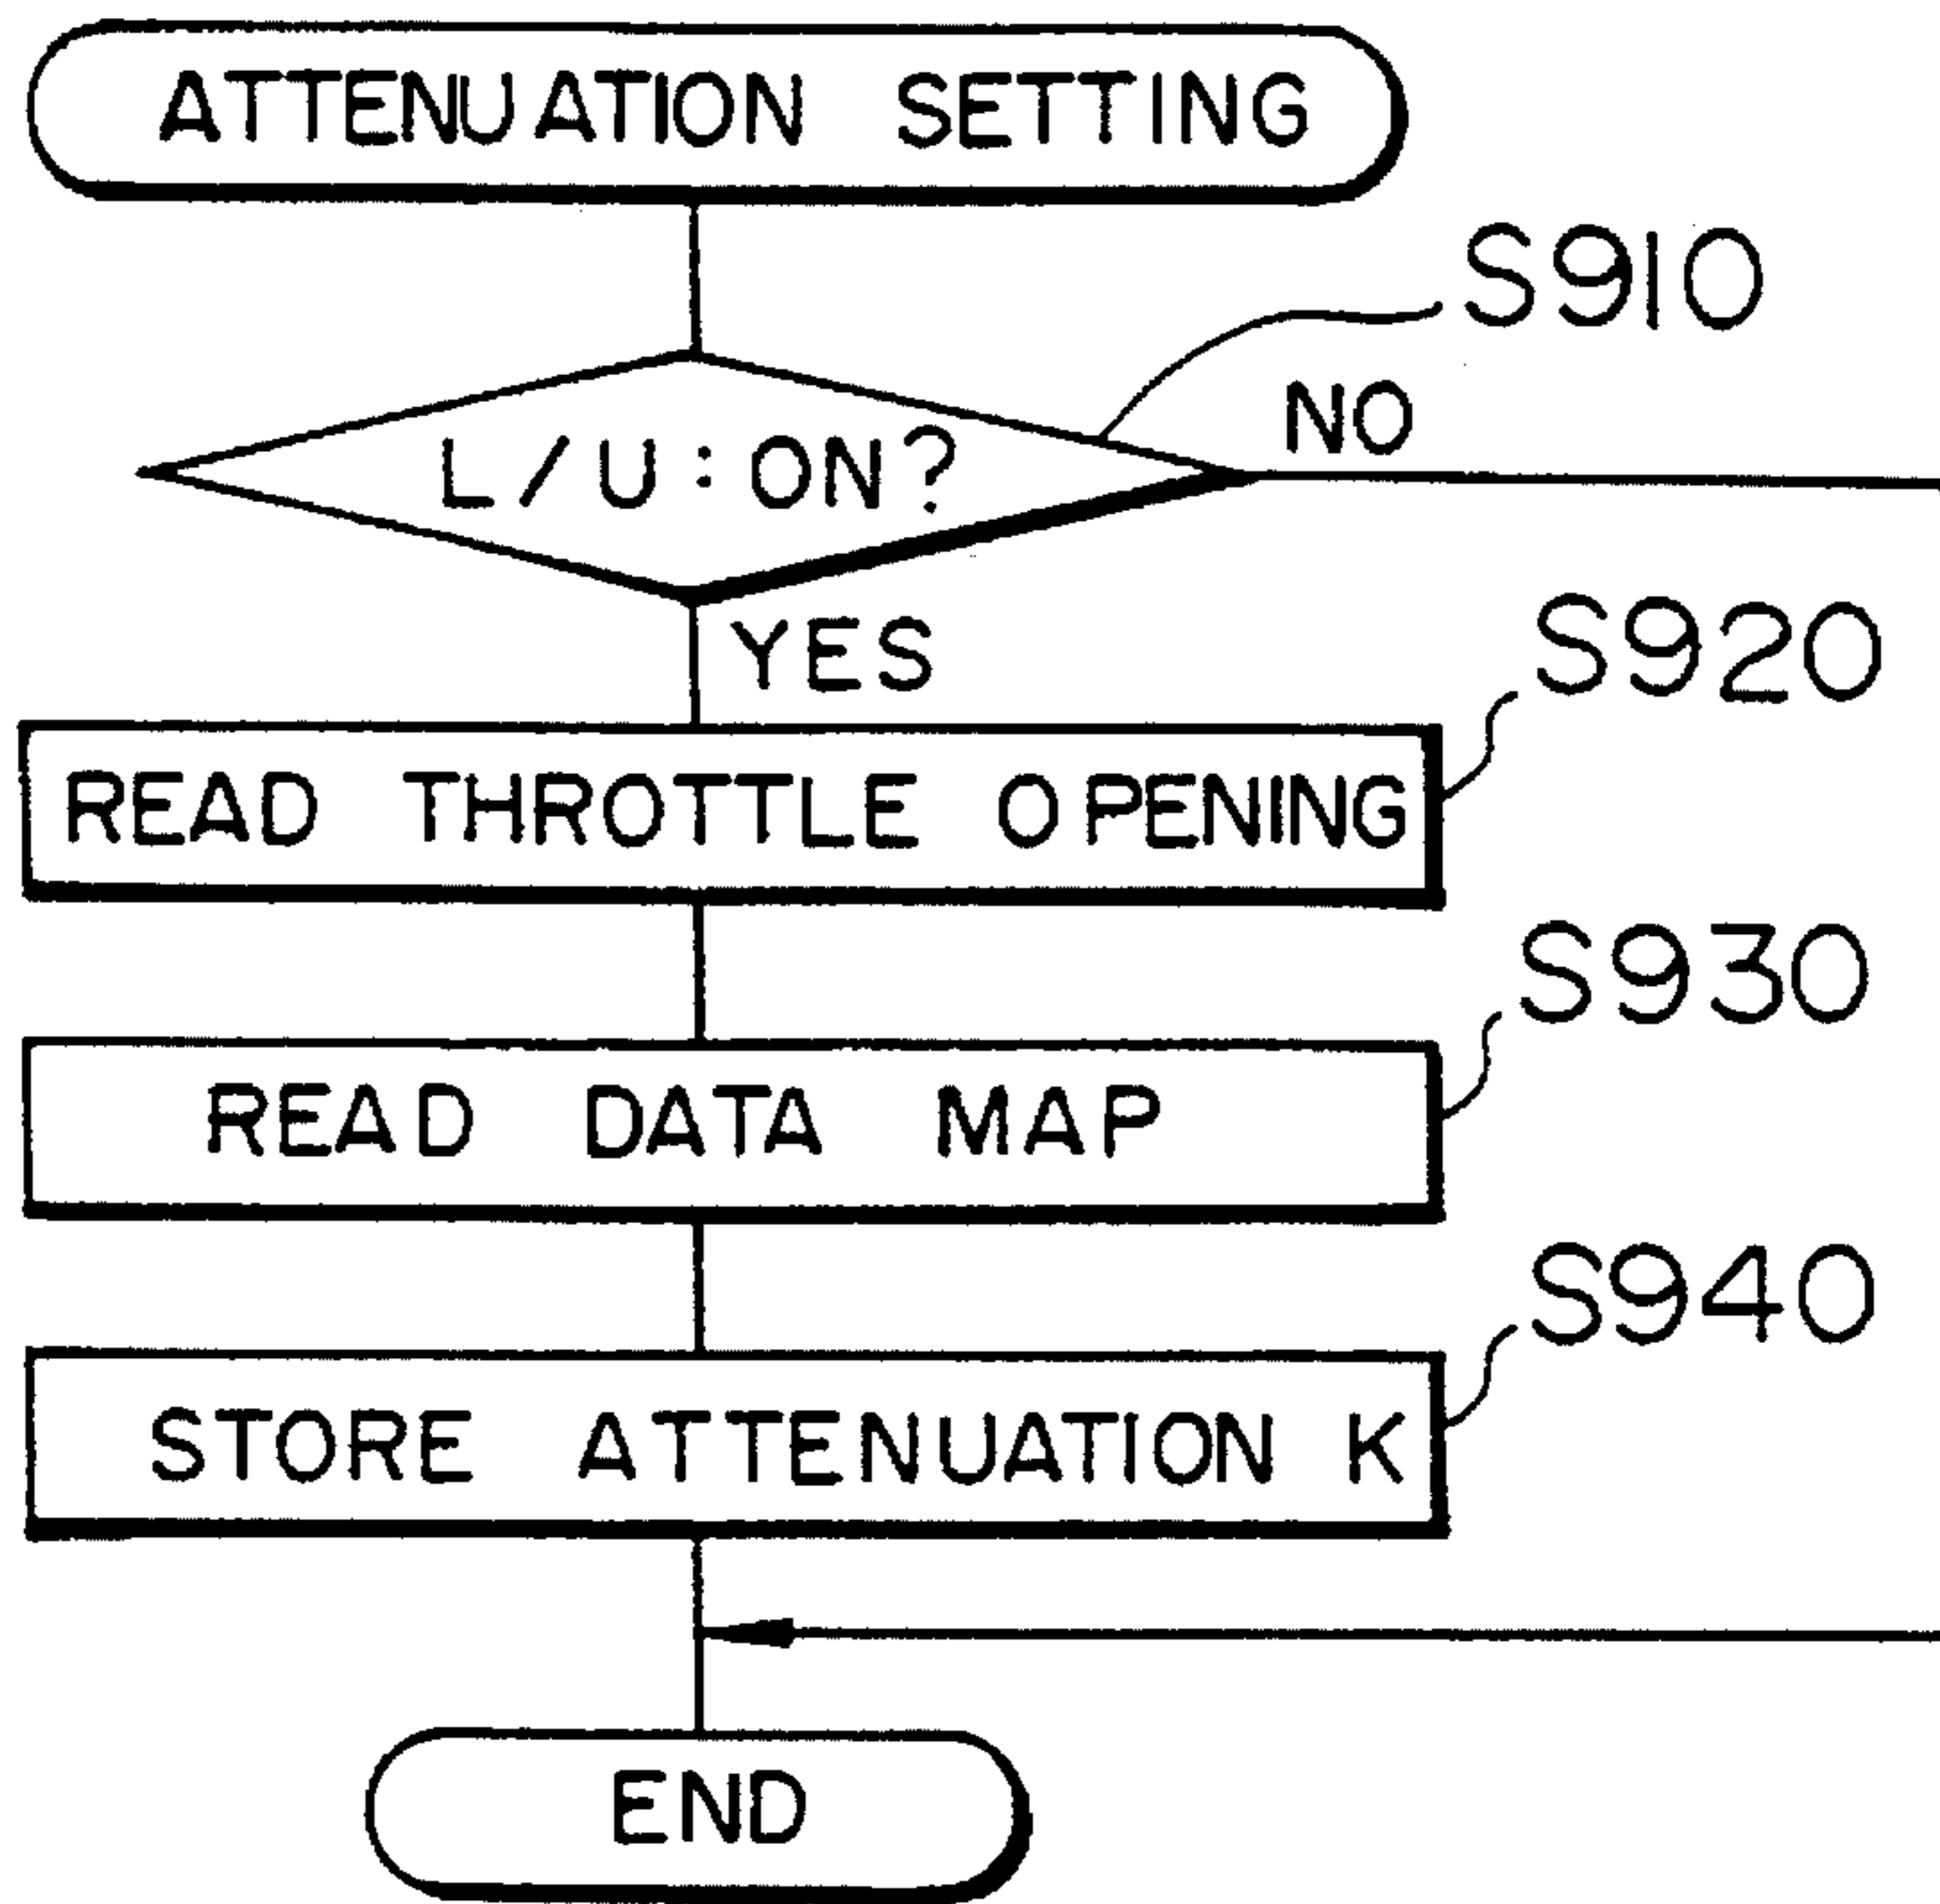 ATTENUATION SETTING
S910
NO
L/U:ON?
YES
S920
READ THROTTLE OPENING
S930
READ DATA MAP
S940
STORE ATTENUATION K
END